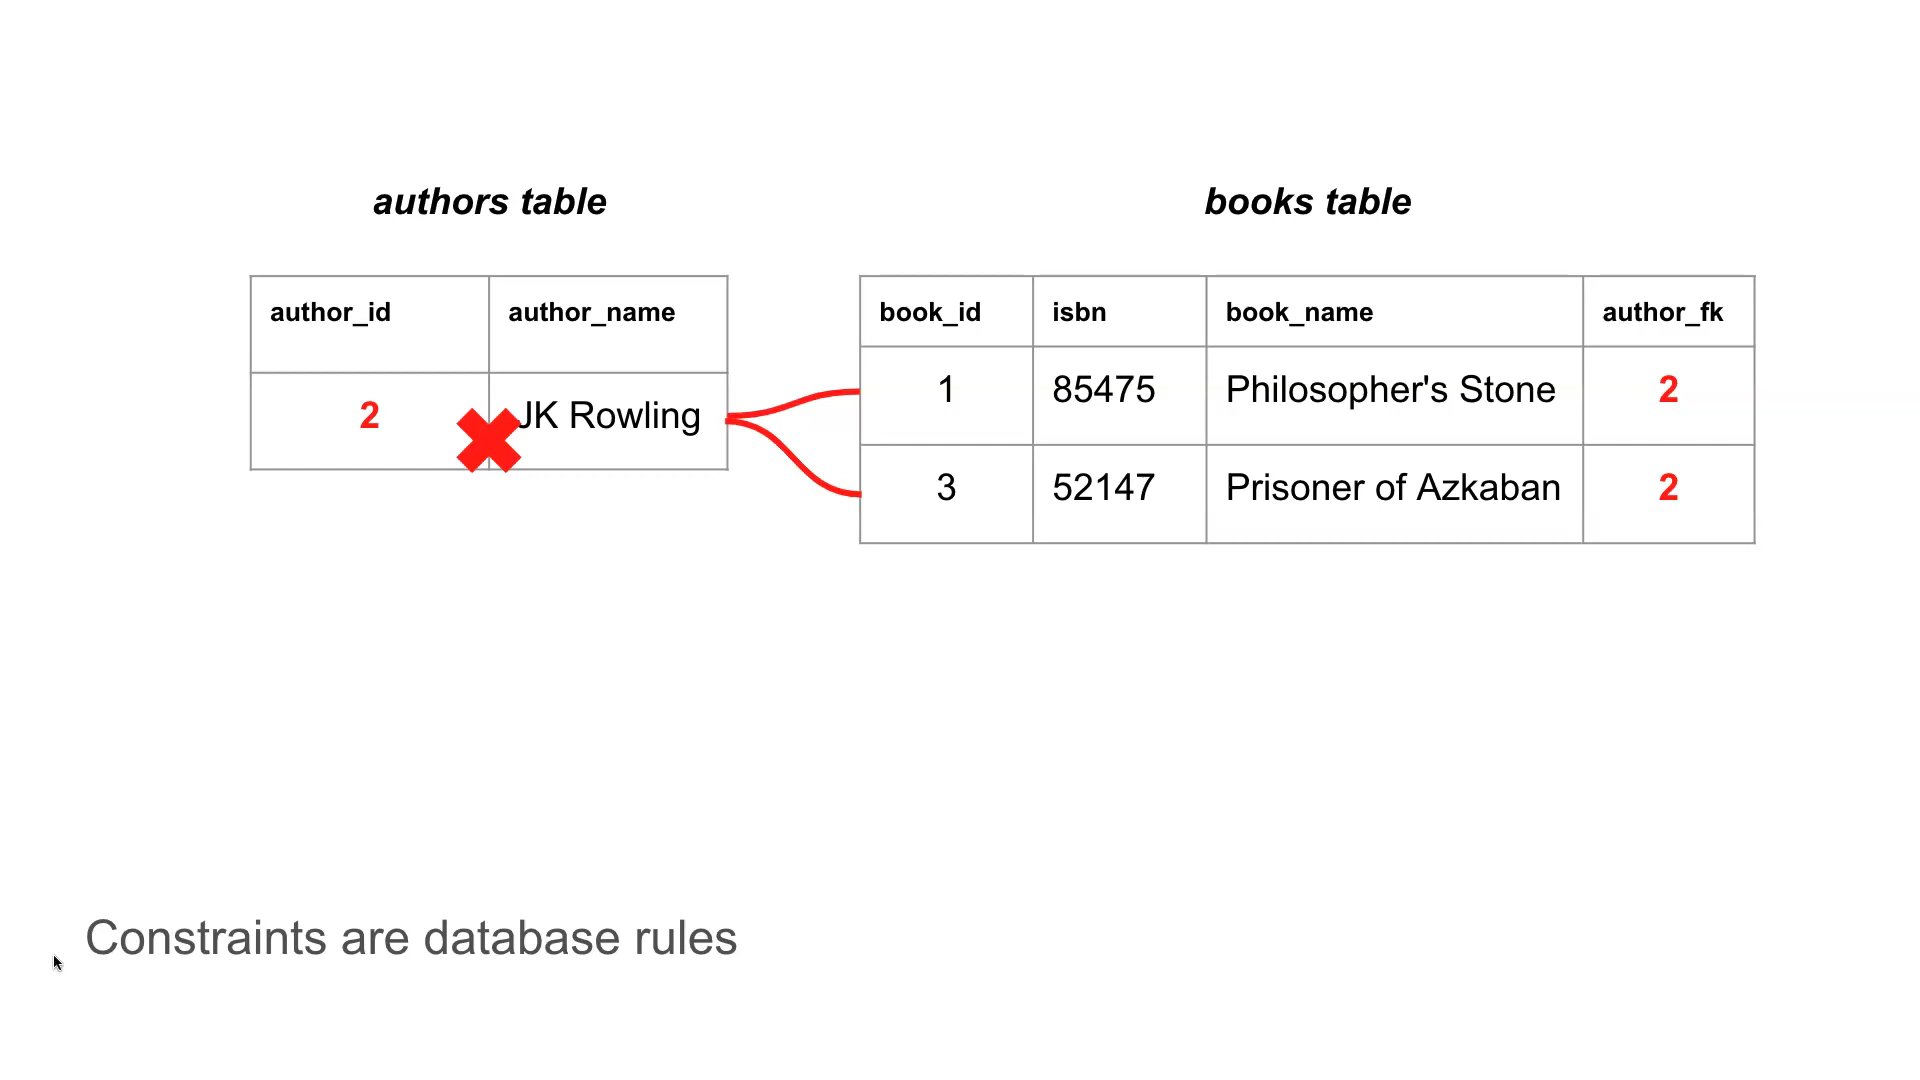 authors table
books table
author_id author_name
2 JK Rowling
book_id isbn book_name author_fk
1 85475 Philosopher's Stone 2
3 52147 Prisoner of Azkaban 2
Constraints are database rules